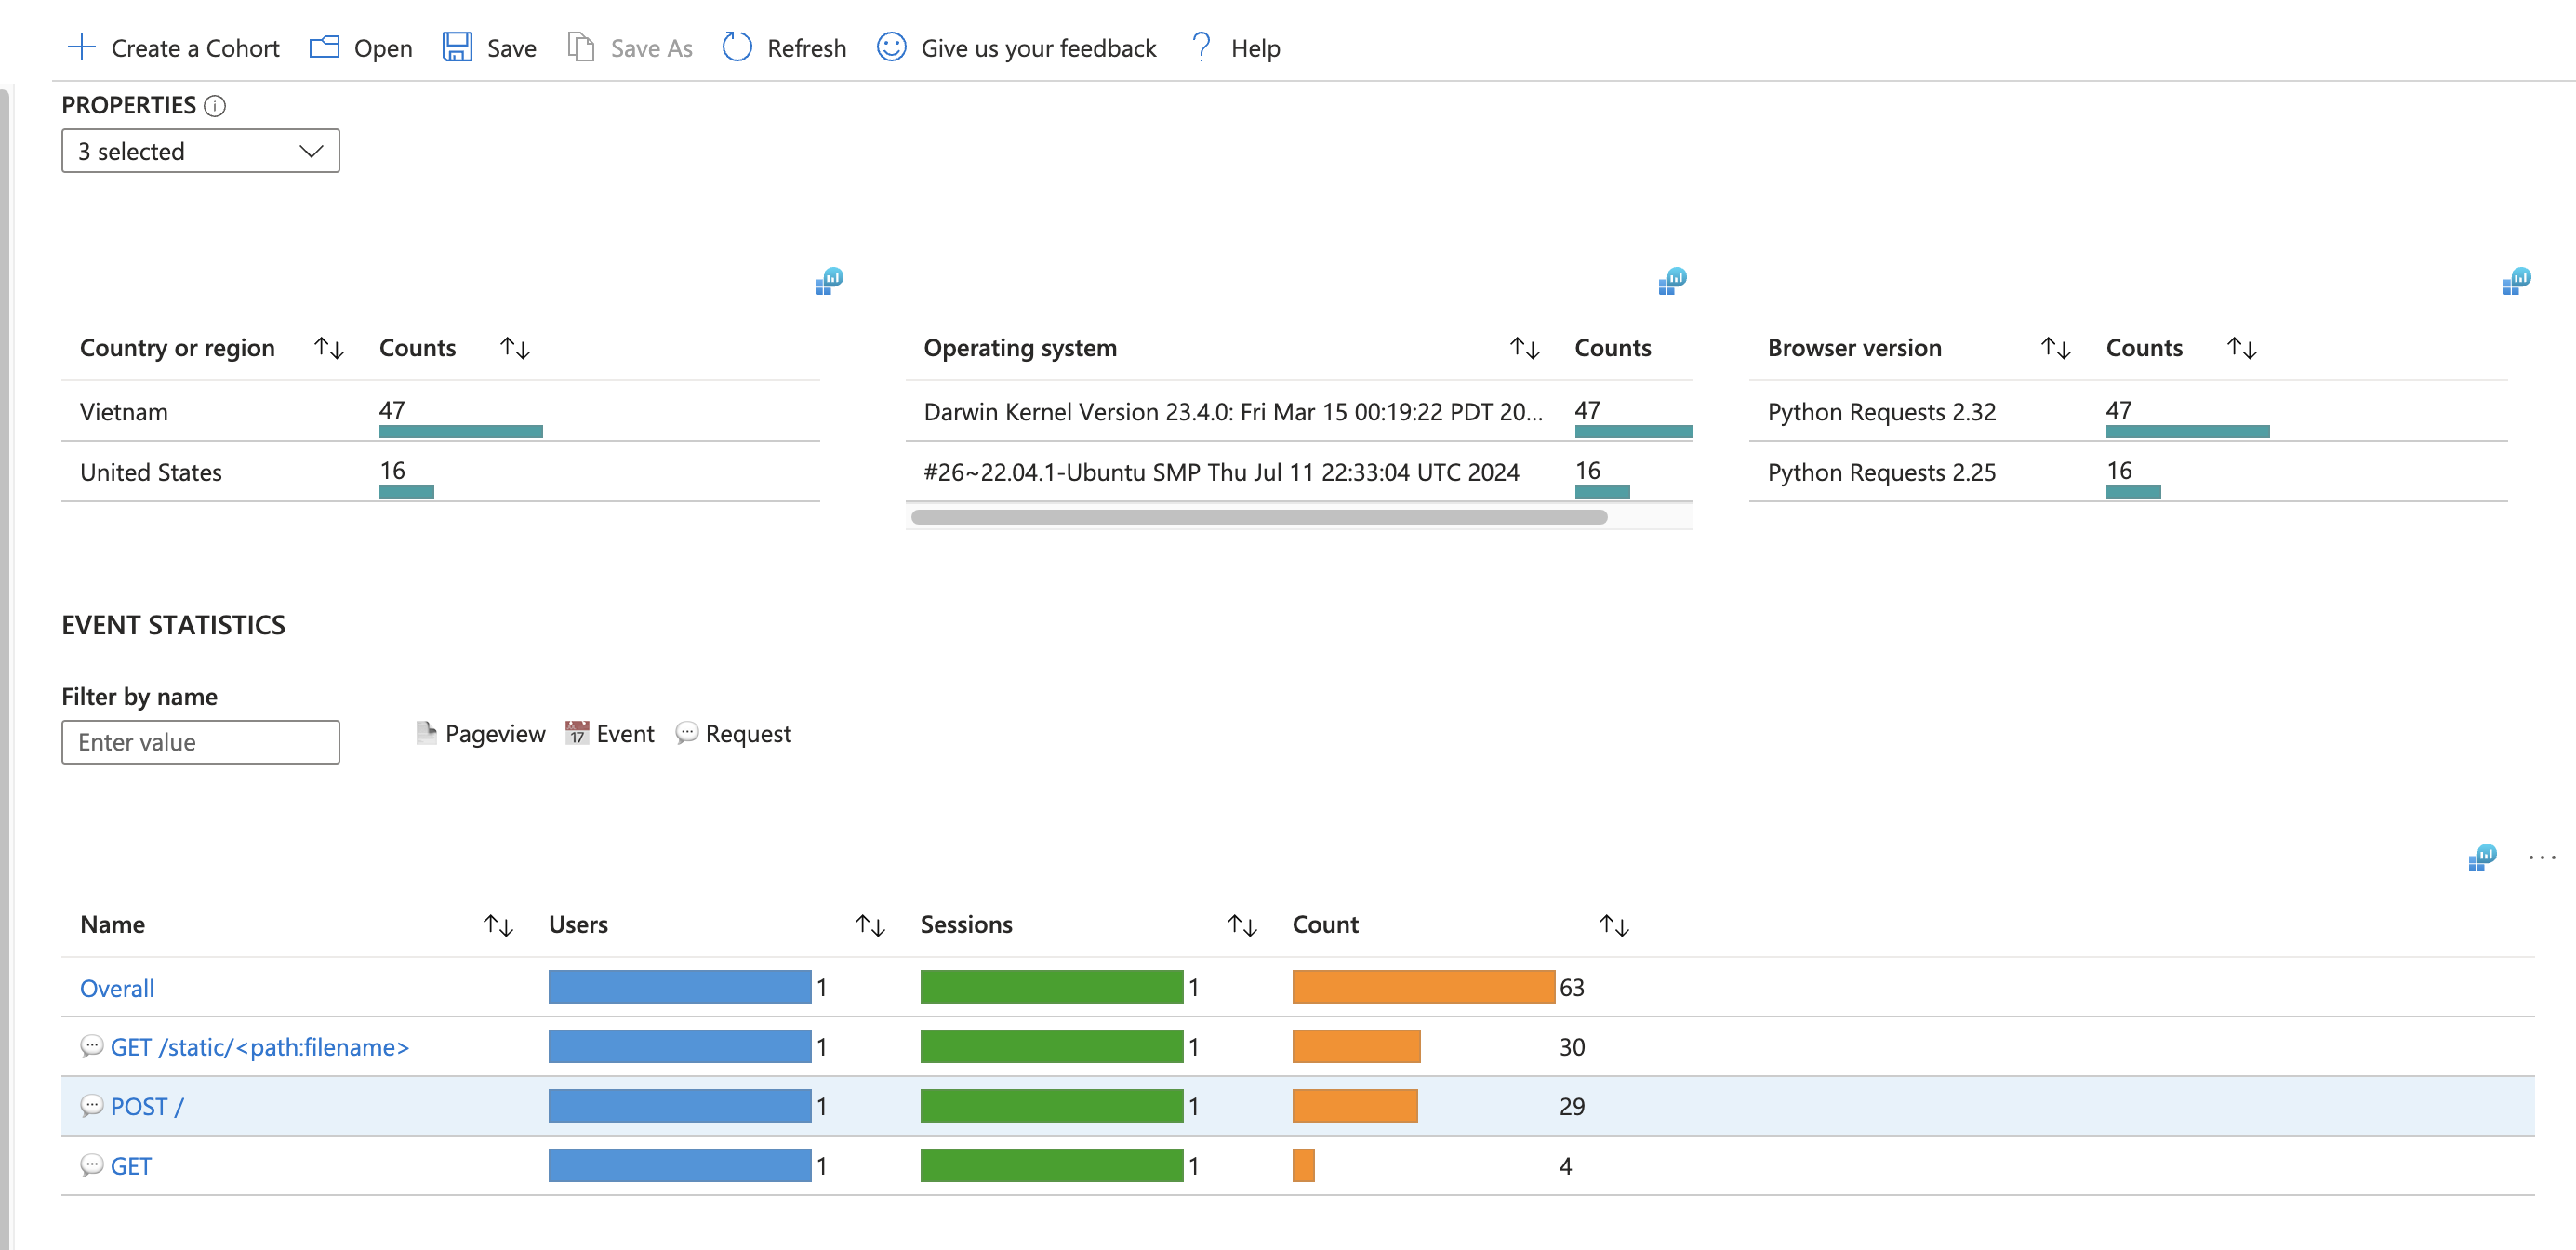 Create a Cohort Open Save Save As Refresh Give us your feedback Help
PROPERTIES
3 selected
Country or region Counts
Vietnam 47
United States 16
Operating system Counts
Darwin Kernel Version 23.4.0: Fri Mar 15 00:19:22 PDT 20... 47
#26~22.04.1-Ubuntu SMP Thu Jul 11 22:33:04 UTC 2024 16
Browser version Counts
Python Requests 2.32 47
Python Requests 2.25 16
EVENT STATISTICS
Filter by name
Enter value
Pageview 17 Event Request
Name Users Sessions Count
Overall 1 1 63
GET /static/<path:filename> 1 1 30
POST / 1 1 29
GET 1 1 4